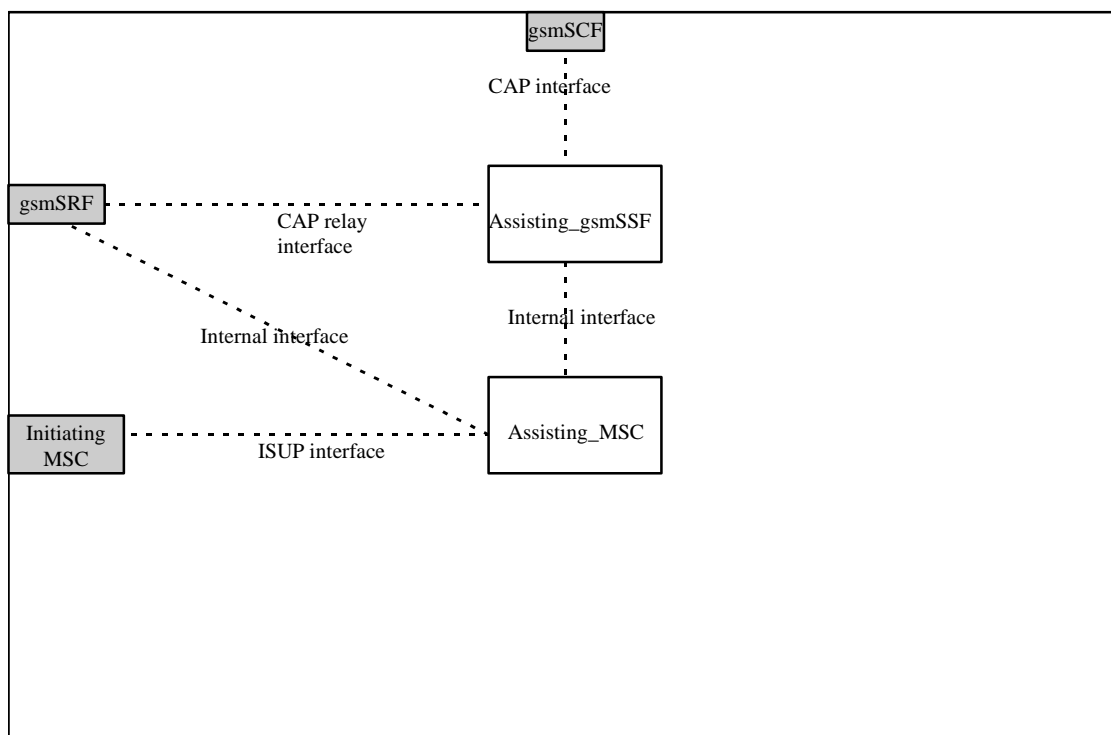 gsmSCF
CAP interface
gsmSRF
Assisting_gsmSSF
CAP relay
interface
Internal interface
Internal interface
Initiating
MSC
Assisting_MSC
ISUP interface